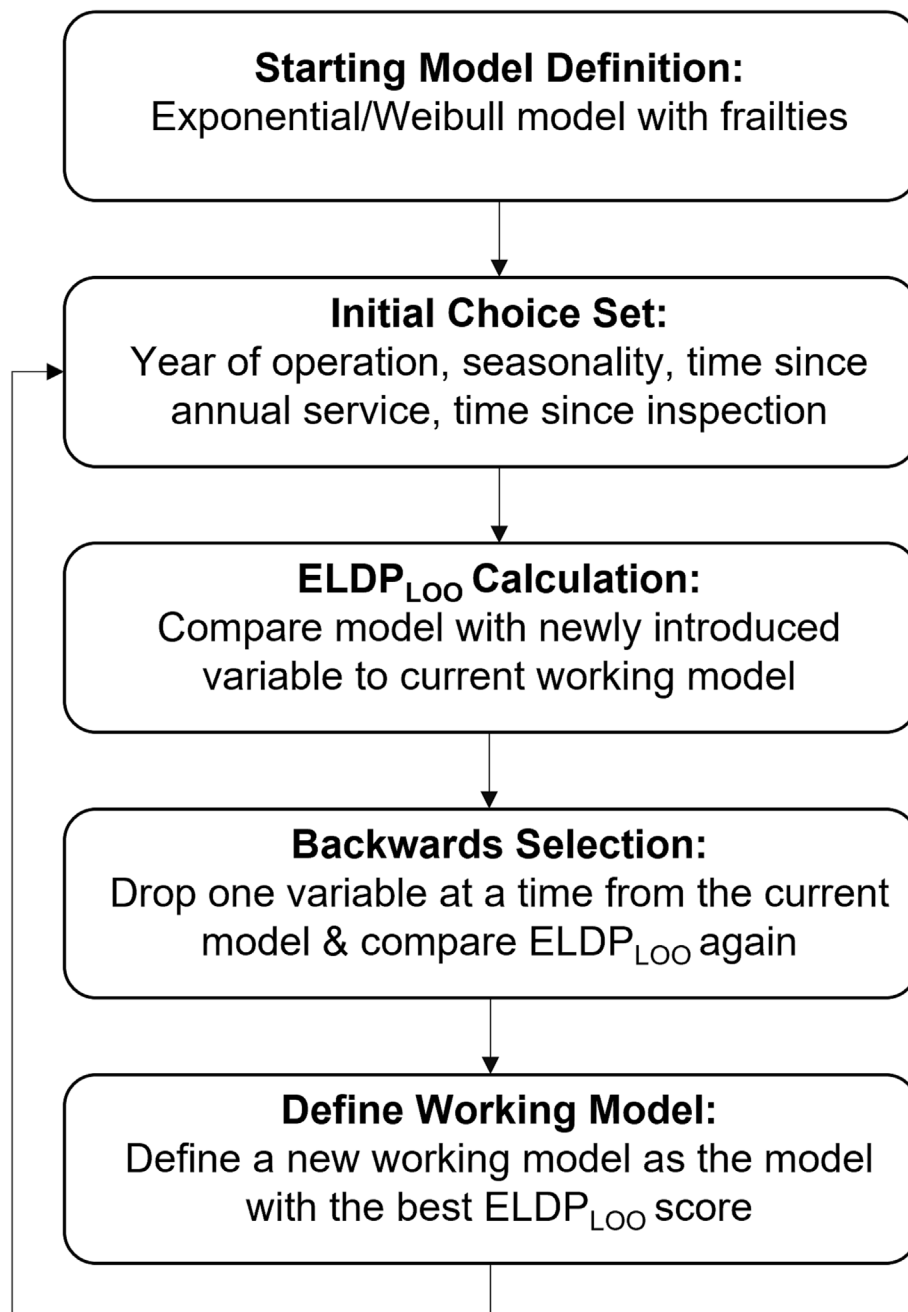 Starting Model Definition:
Exponential/Weibull model with frailties
Initial Choice Set:
Year of operation, seasonality, time since
annual service, time since inspection
ELDPLOO Calculation:
Compare model with newly introduced
variable to current working model
Backwards Selection:
Drop one variable at a time from the current
model & compare ELDPLOO again
Define Working Model:
Define a new working model as the model
with the best ELDPLOO score